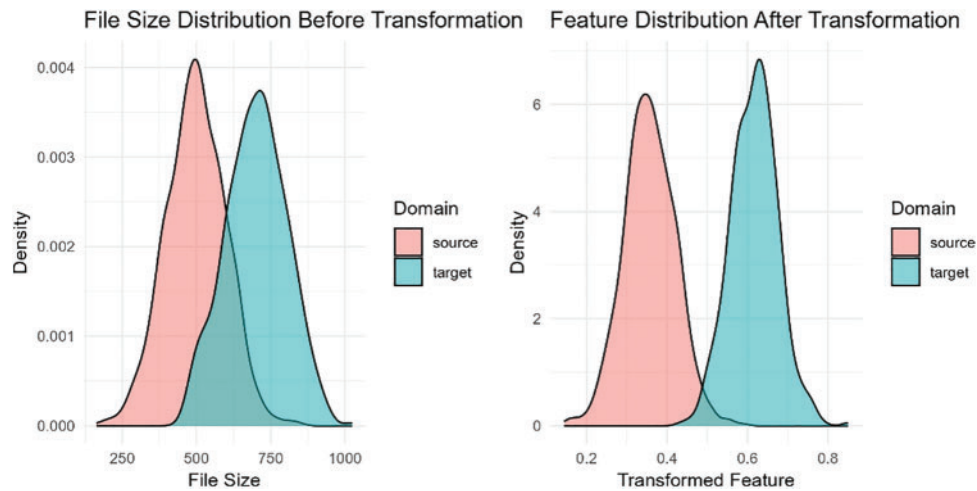 File Size Distribution Before Transformation
0.004
0.003
0.002
0.001
0.000
Density
250 500 750 1000
File Size
Domain
source
target
Feature Distribution After Transformation
6
4
2
0
Density
0.2 0.4 0.6 0.8
Transformed Feature
Domain
source
target